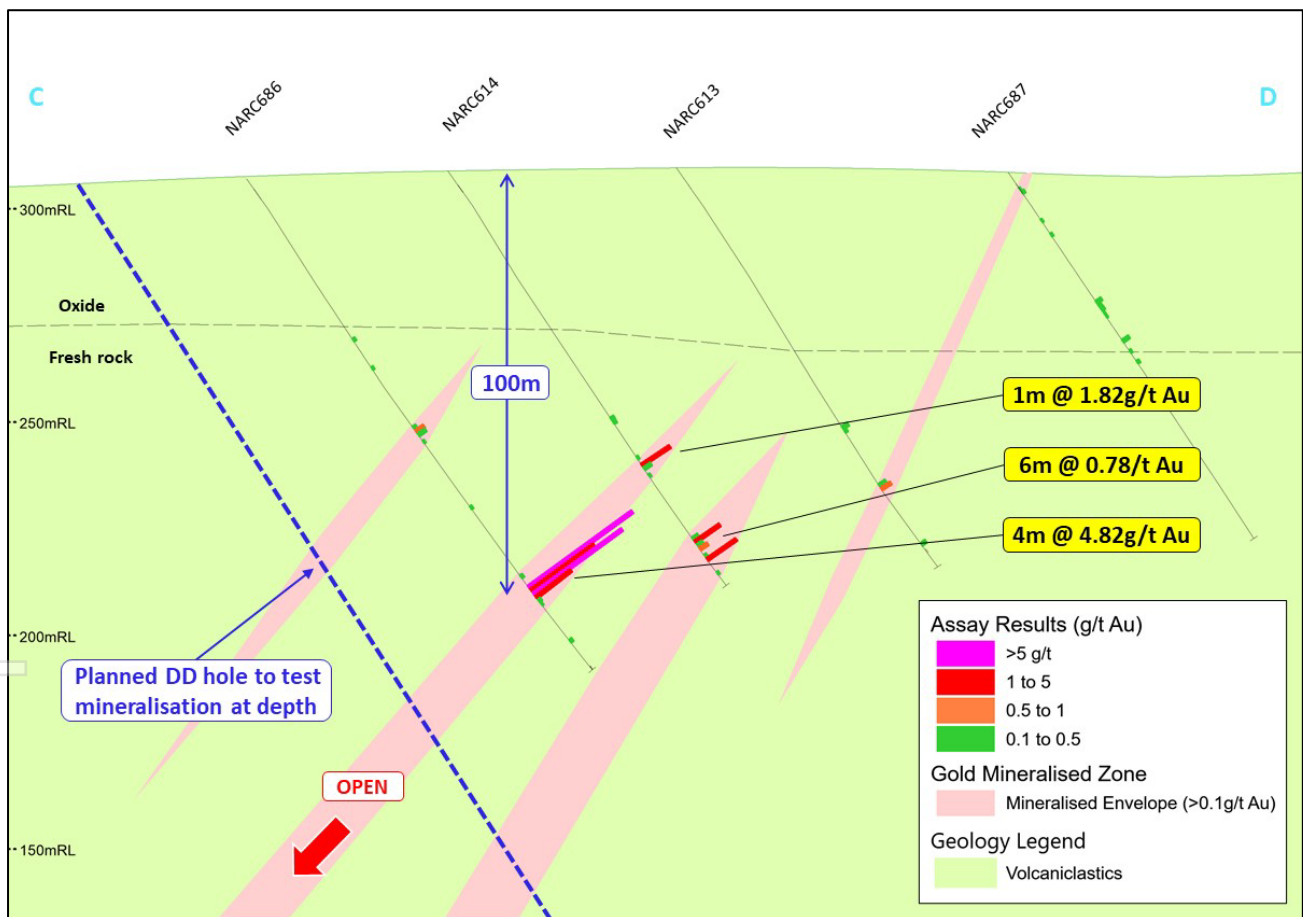 C
NARC686
NARC614
NARC613
NARC687
D
300mRL
Oxide
Fresh rock
100m
250mRL
1m @ 1.82g/t Au
6m @ 0.78/t Au
4m @ 4.82g/t Au
200mRL
Planned DD hole to test
mineralisation at depth
OPEN
150mRL
Assay Results (g/t Au)
>5 g/t
1 to 5
0.5 to 1
0.1 to 0.5
Gold Mineralised Zone
Mineralised Envelope (>0.1g/t Au)
Geology Legend
Volcaniclastics